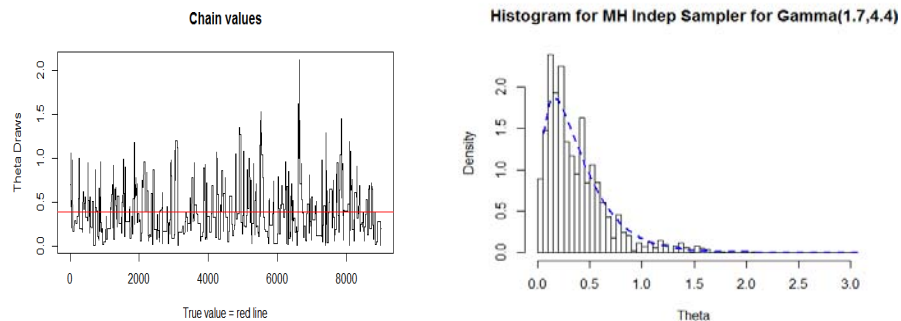 Chain values
Theta Draws
0.0 0.5 1.0 1.5 2.0
0 2000 4000 6000 8000
True value = red line
Histogram for MH Indep Sampler for Gamma(1.7,4.4)
Density
0.0 0.5 1.0 1.5 2.0
0.0 0.5 1.0 1.5 2.0 2.5 3.0
Theta